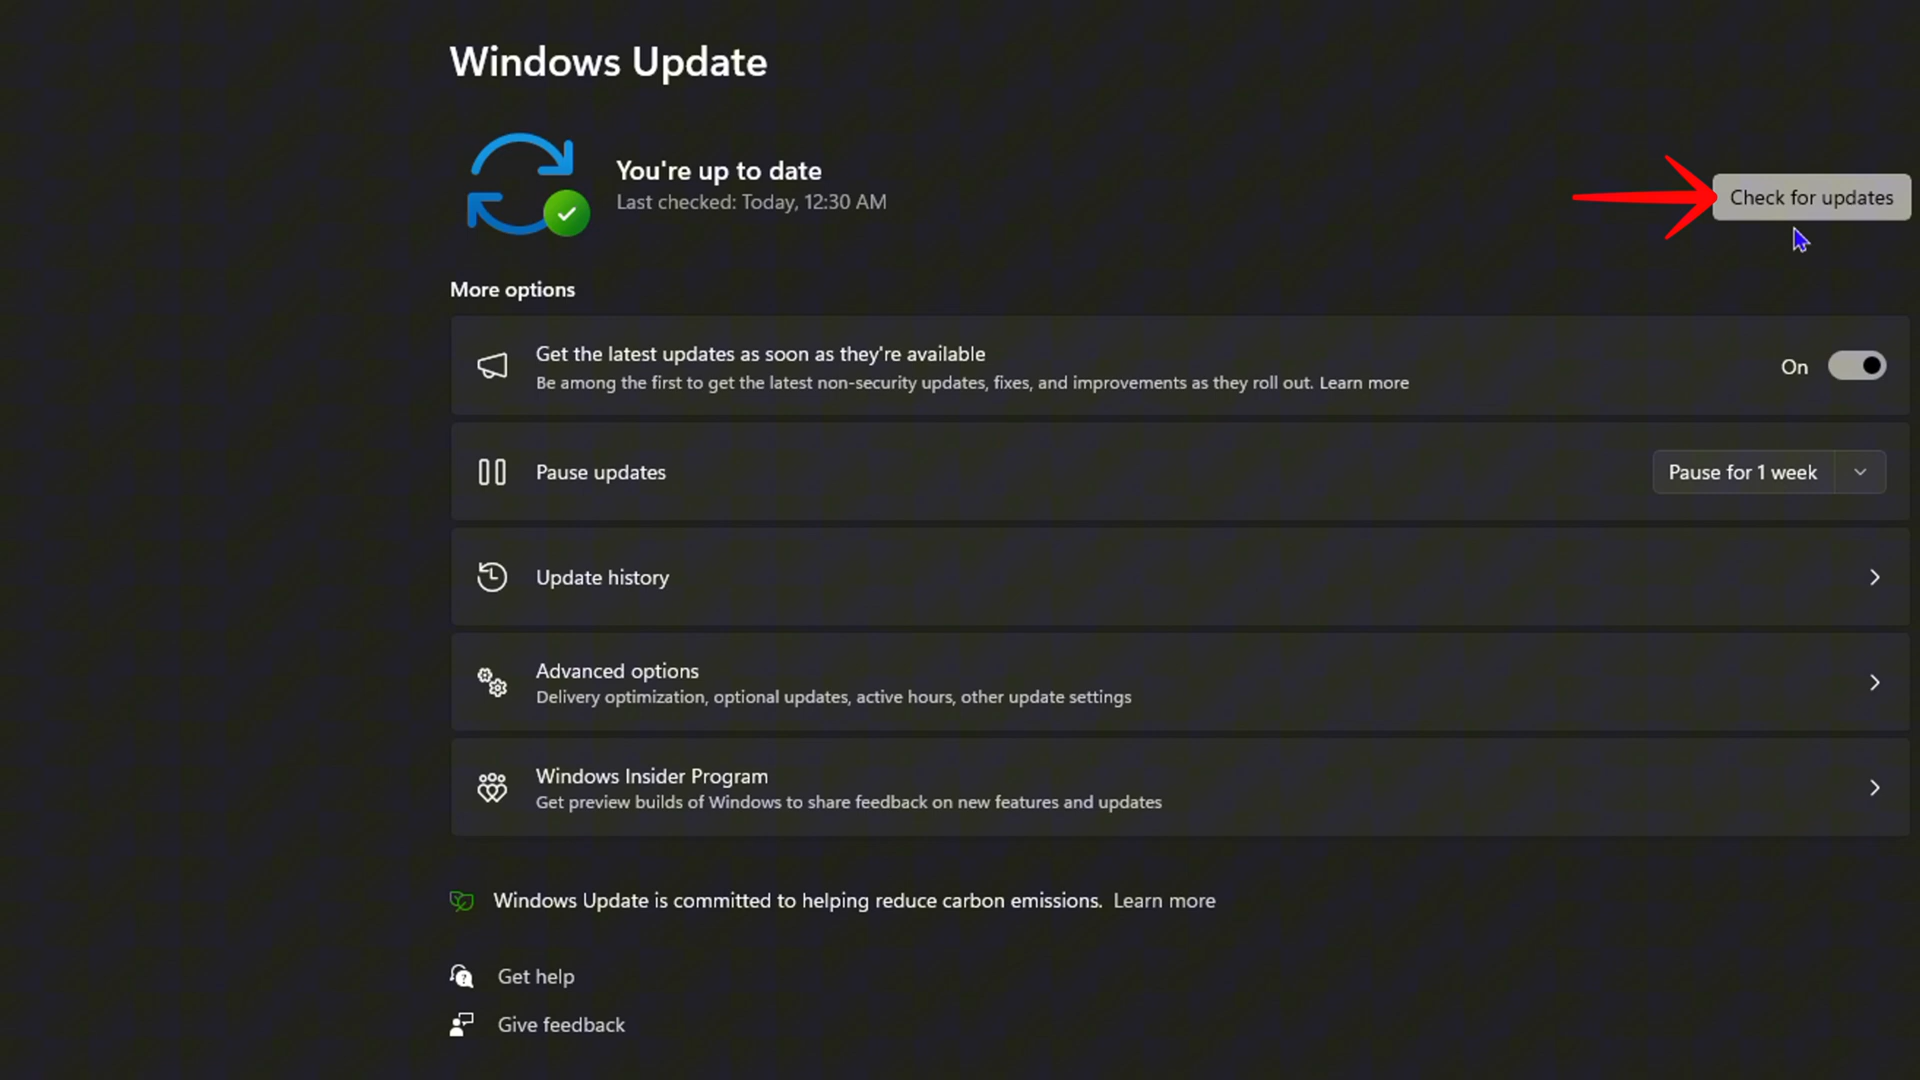 Windows Update
You're up to date
Last checked: Today, 12:30 AM
Check for updates
More options
Get the latest updates as soon as they're available
Be among the first to get the latest non-security updates, fixes, and improvements as they roll out. Learn more
On
Pause updates
Pause for 1 week
Update history
Advanced options
Delivery optimization, optional updates, active hours, other update settings
Windows Insider Program
Get preview builds of Windows to share feedback on new features and updates
Windows Update is committed to helping reduce carbon emissions. Learn more
Get help
Give feedback